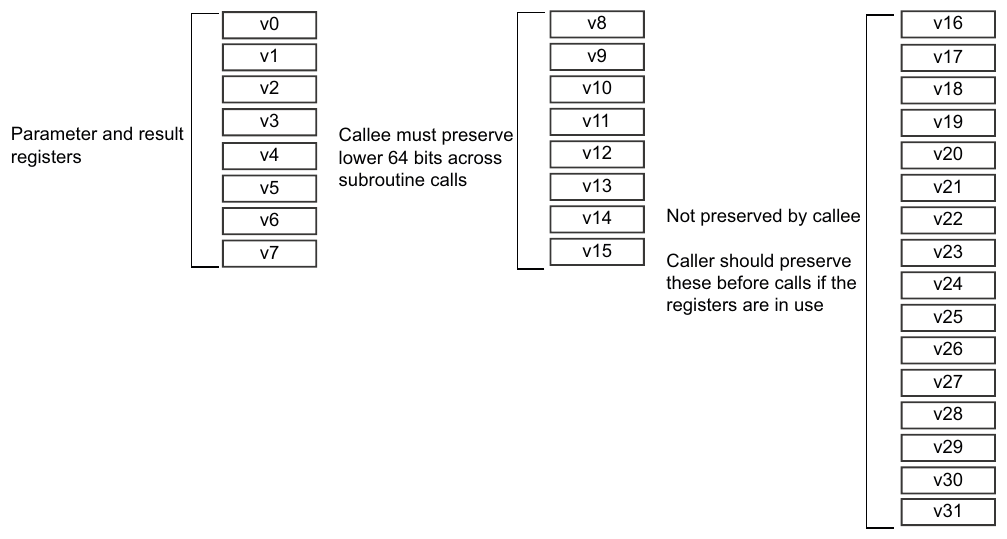 Parameter and result
registers
v0
v1
v2
v3
v4
v5
v6
v7
Callee must preserve
lower 64 bits across
subroutine calls
v8
v9
v10
v11
v12
v13
v14
v15
Not preserved by callee
Caller should preserve
these before calls if the
registers are in use
v16
v17
v18
v19
v20
v21
v22
v23
v24
v25
v26
v27
v28
v29
v30
v31